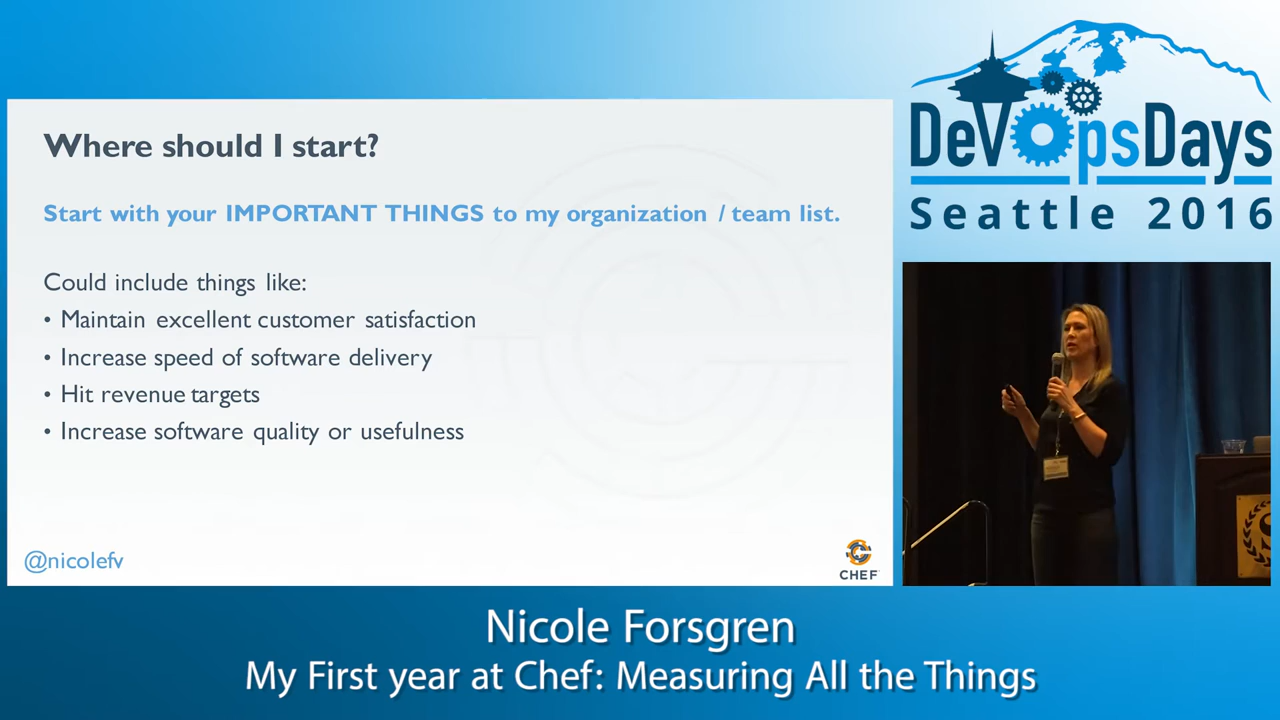 Where should I start?
Start with your IMPORTANT THINGS to my organization / team list.
Could include things like:
• Maintain excellent customer satisfaction
• Increase speed of software delivery
• Hit revenue targets
• Increase software quality or usefulness
@nicolefv
CHEF
DevOpsDays
Seattle 2016
Nicole Forsgren
My First year at Chef: Measuring All the Things